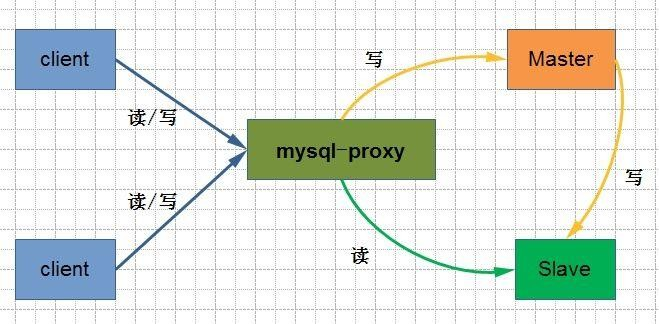 client
写
Master
读/写
mysql-proxy
写
读/写
读
client
Slave